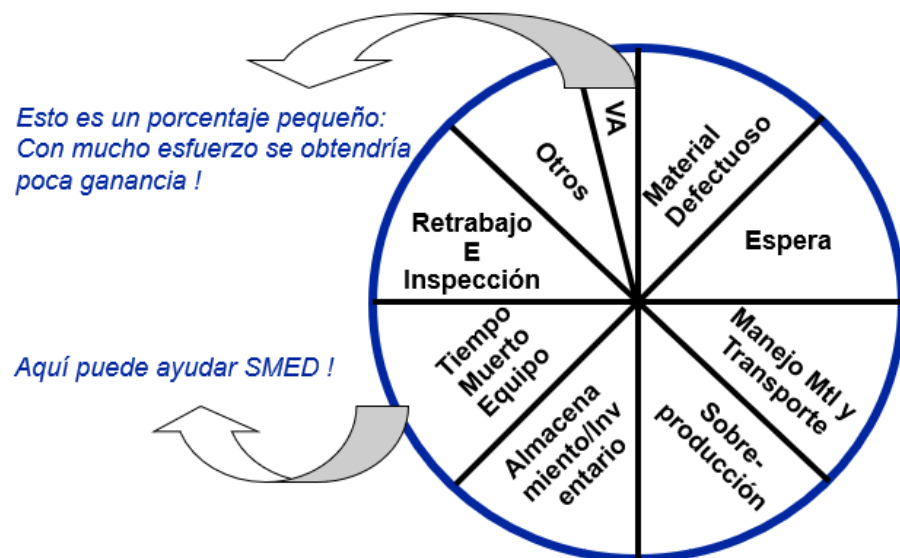 Esto es un porcentaje pequeño:
Con mucho esfuerzo se obtendría
poca ganancia !
Aquí puede ayudar SMED !
VA
Material
Defectuoso
Espera
Manejo Mtl y
Transporte
Sobre-
producción
Almacena
miento/Inv
entario
Tiempo
Muerto
Equipo
Retrabajo
E
Inspección
Otros